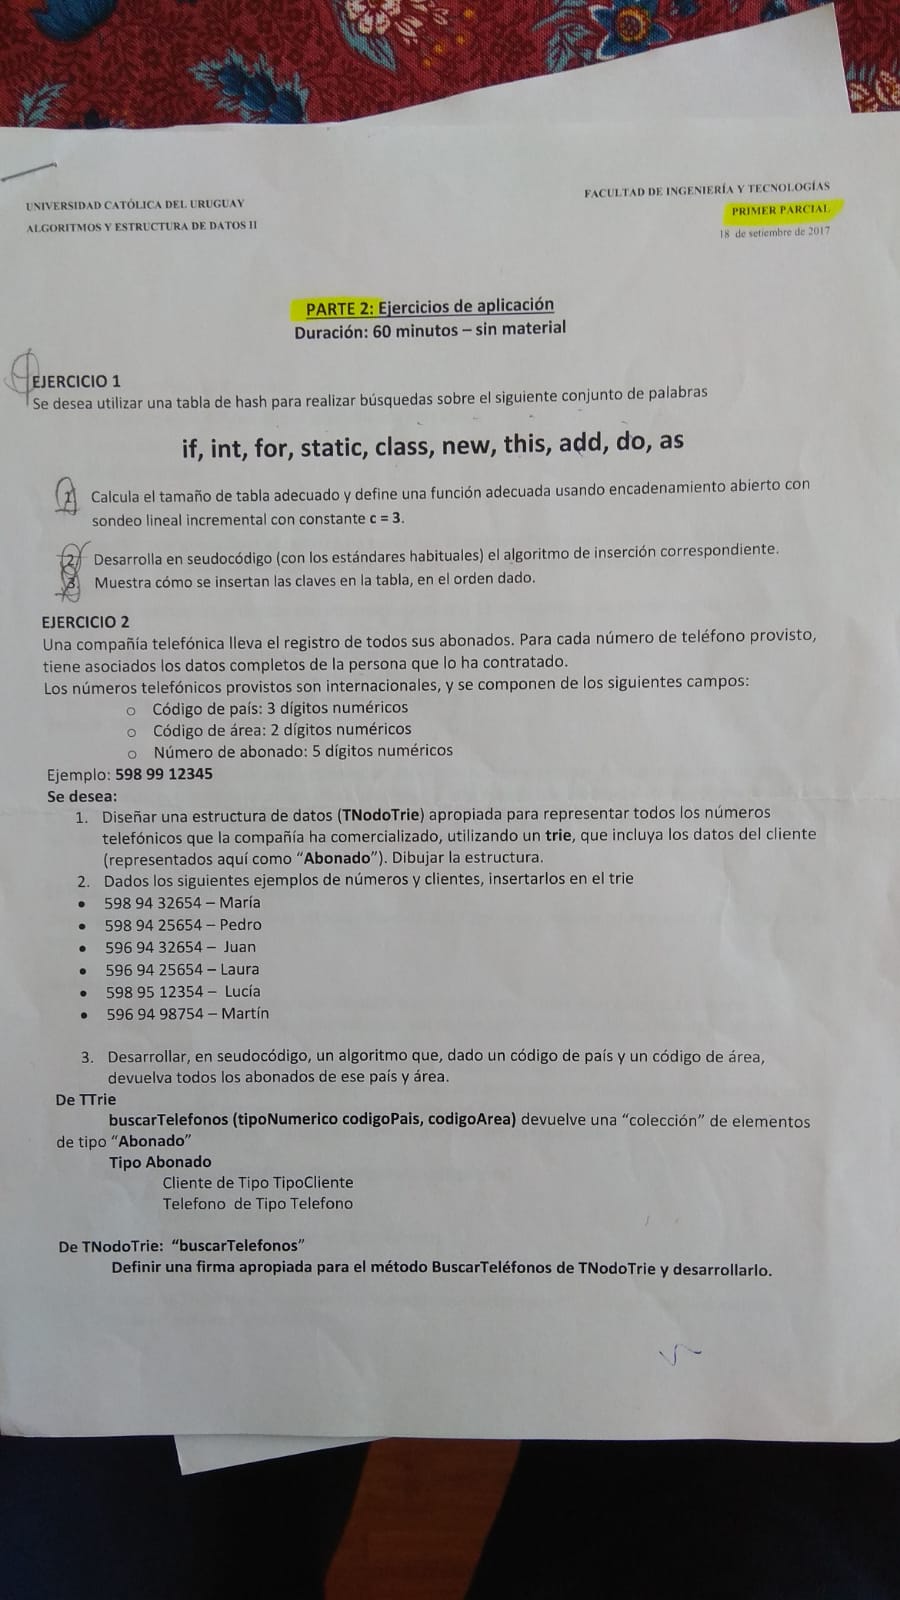 UNIVERSIDAD CATÓLICA DEL URUGUAY
ALGORITMOS Y ESTRUCTURA DE DATOS II
FACULTAD DE INGENIERÍA Y TECNOLOGÍAS
PRIMER PARCIAL
18 de setiembre de 2017
PARTE 2: Ejercicios de aplicación
Duración: 60 minutos – sin material
EJERCICIO 1
Se desea utilizar una tabla de hash para realizar búsquedas sobre el siguiente conjunto de palabras
if, int, for, static, class, new, this, add, do, as
1 Calcula el tamaño de tabla adecuado y define una función adecuada usando encadenamiento abierto con
sondeo lineal incremental con constante c = 3.
2 Desarrolla en seudocódigo (con los estándares habituales) el algoritmo de inserción correspondiente.
3. Muestra cómo se insertan las claves en la tabla, en el orden dado.
EJERCICIO 2
Una compañía telefónica lleva el registro de todos sus abonados. Para cada número de teléfono provisto,
tiene asociados los datos completos de la persona que lo ha contratado.
Los números telefónicos provistos son internacionales, y se componen de los siguientes campos:
o Código de país: 3 dígitos numéricos
o Código de área: 2 dígitos numéricos
o Número de abonado: 5 dígitos numéricos
Ejemplo: 598 99 12345
Se desea:
1. Diseñar una estructura de datos (TNodoTrie) apropiada para representar todos los números
telefónicos que la compañía ha comercializado, utilizando un trie, que incluya los datos del cliente
(representados aquí como “Abonado”). Dibujar la estructura.
2. Dados los siguientes ejemplos de números y clientes, insertarlos en el trie
• 598 94 32654 – María
• 598 94 25654 – Pedro
• 596 94 32654 – Juan
• 596 94 25654 – Laura
• 598 95 12354 – Lucía
• 596 94 98754 – Martín
3. Desarrollar, en seudocódigo, un algoritmo que, dado un código de país y un código de área,
devuelva todos los abonados de ese país y área.
De TTrie
buscarTelefonos (tipoNumerico codigoPais, codigoArea) devuelve una “colección” de elementos
de tipo “Abonado”
Tipo Abonado
Cliente de Tipo TipoCliente
Telefono de Tipo Telefono
De TNodoTrie: “buscarTelefonos”
Definir una firma apropiada para el método BuscarTeléfonos de TNodoTrie y desarrollarlo.